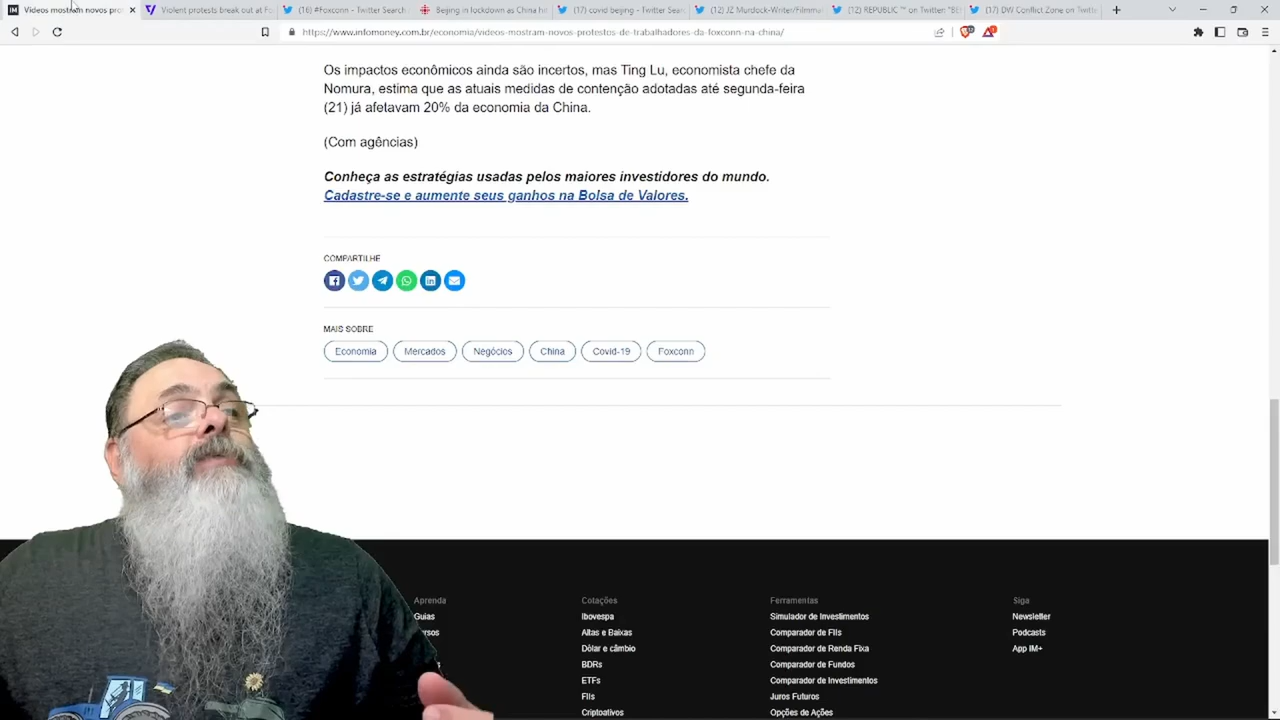 Vídeos mostram novos prot
Violent protests break out at Fo
(16) #Foxconn - Twitter Search
Beijing in lockdown as China hi
(17) covid beijing - Twitter Sear
(12) JZ Murdock-Writer/Filmma
(12) REPUBLIC ™ on Twitter: "BE
(17) DW Conflict Zone on Twitt
https://www.infomoney.com.br/economia/videos-mostram-novos-protestos-de-trabalhadores-da-foxconn-na-china/
Os impactos econômicos ainda são incertos, mas Ting Lu, economista chefe da
Nomura, estima que as atuais medidas de contenção adotadas até segunda-feira
(21) já afetavam 20% da economia da China.
(Com agências)
Conheça as estratégias usadas pelos maiores investidores do mundo.
Cadastre-se e aumente seus ganhos na Bolsa de Valores.
COMPARTILHE
MAIS SOBRE
Economia Mercados Negócios China Covid-19 Foxconn
Aprenda Cotações Ferramentas Siga
Guias Ibovespa Simulador de Investimentos Newsletter
Altas e Baixas Comparador de FIIs Podcasts
Dólar e câmbio Comparador de Renda Fixa App IM+
BDRs Comparador de Fundos
ETFs Comparador de Investimentos
FIIs Juros Futuros
Criptoativos Opções de Ações